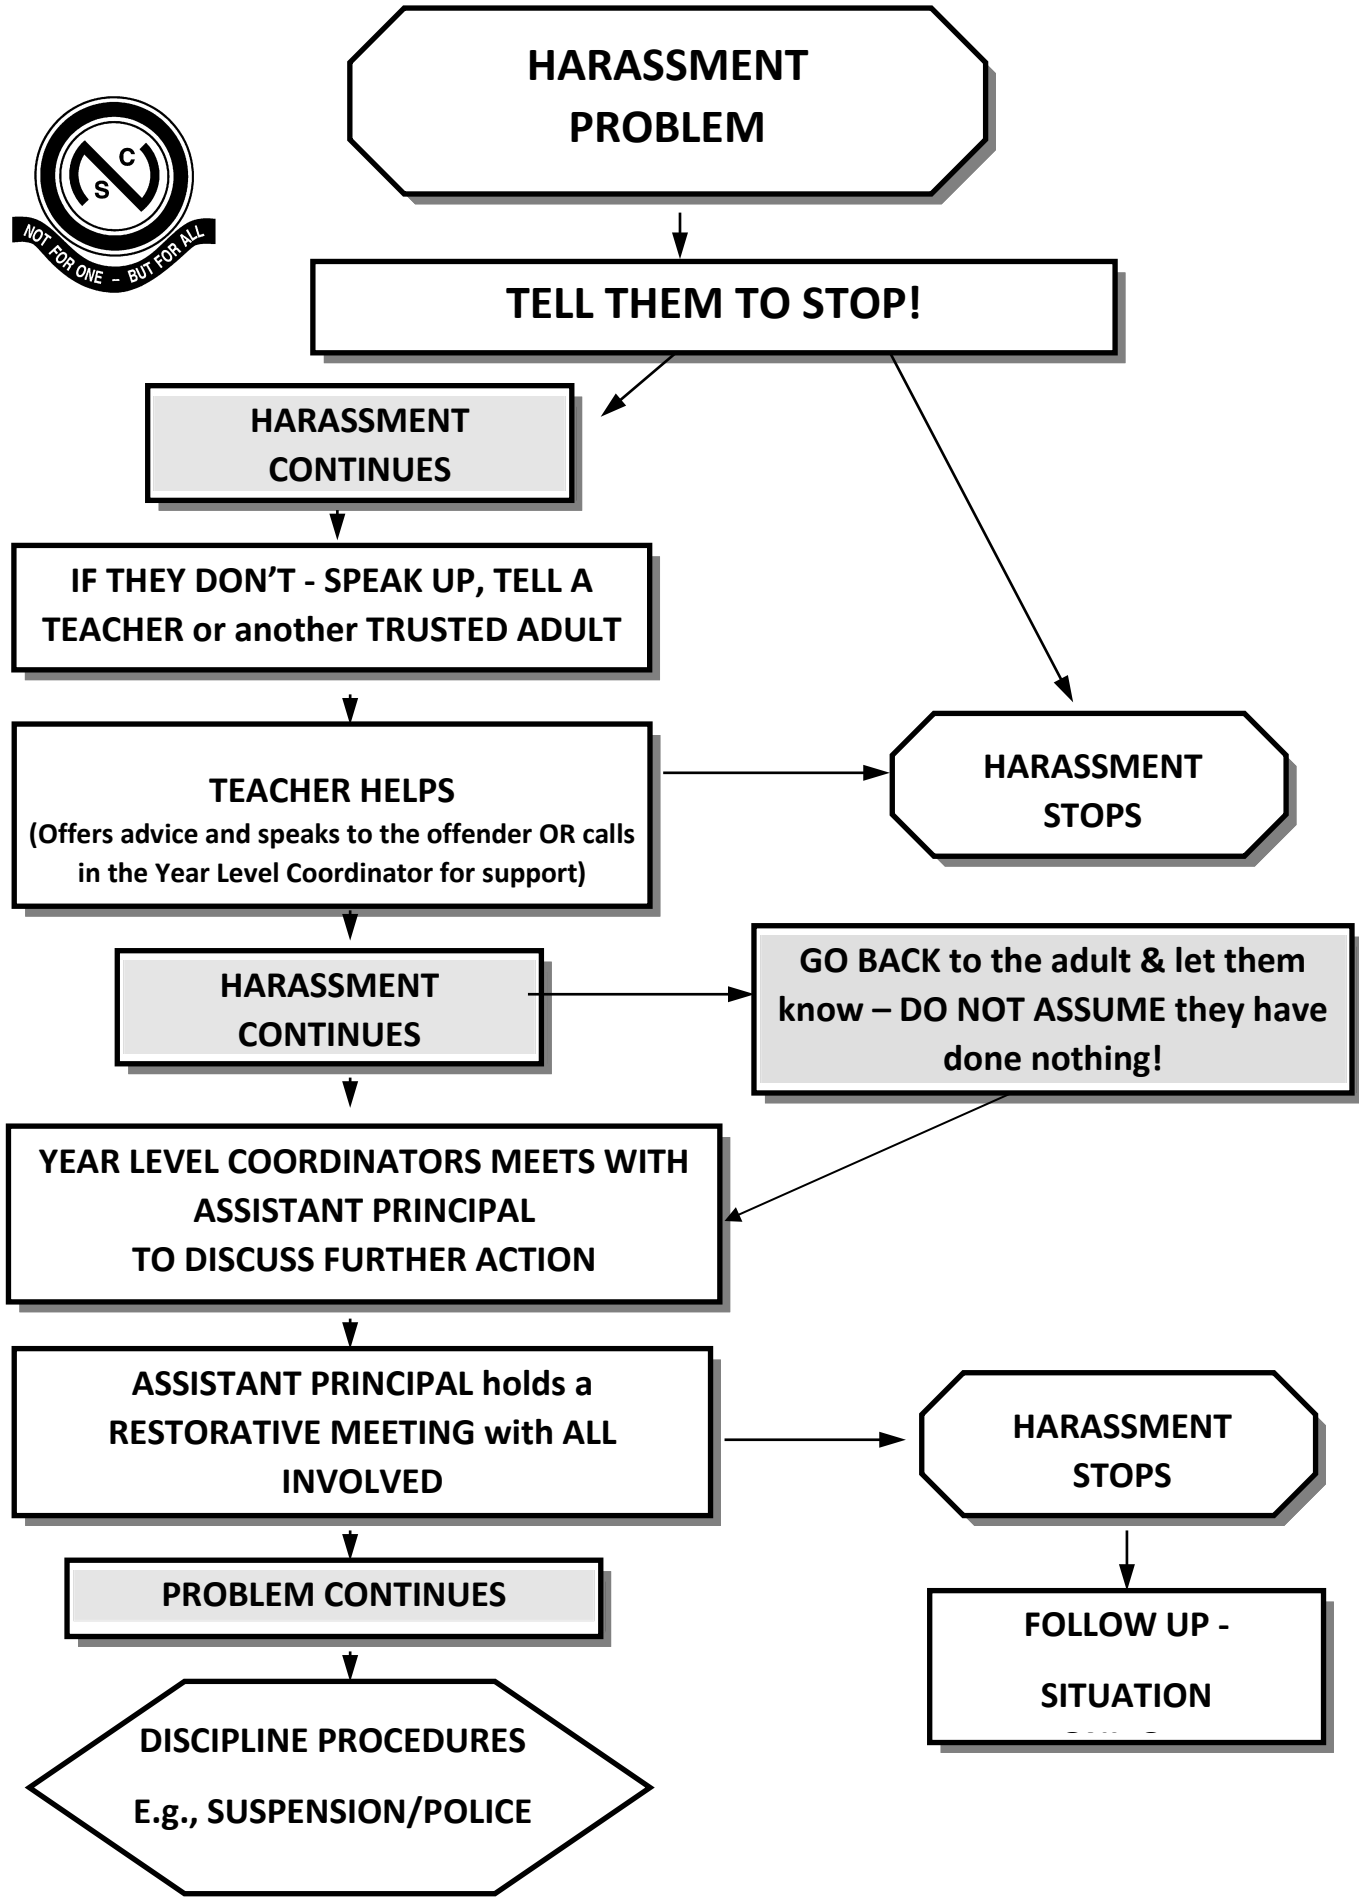 HARASSMENT
PROBLEM
C
S
NOT FOR ONE – BUT FOR ALL
TELL THEM TO STOP!
HARASSMENT
CONTINUES
IF THEY DON'T - SPEAK UP, TELL A
TEACHER or another TRUSTED ADULT
TEACHER HELPS
(Offers advice and speaks to the offender OR calls
in the Year Level Coordinator for support)
HARASSMENT
STOPS
HARASSMENT
CONTINUES
GO BACK to the adult & let them
know – DO NOT ASSUME they have
done nothing!
YEAR LEVEL COORDINATORS MEETS WITH
ASSISTANT PRINCIPAL
TO DISCUSS FURTHER ACTION
ASSISTANT PRINCIPAL holds a
RESTORATIVE MEETING with ALL
INVOLVED
HARASSMENT
STOPS
PROBLEM CONTINUES
FOLLOW UP -
SITUATION
DISCIPLINE PROCEDURES
E.g., SUSPENSION/POLICE